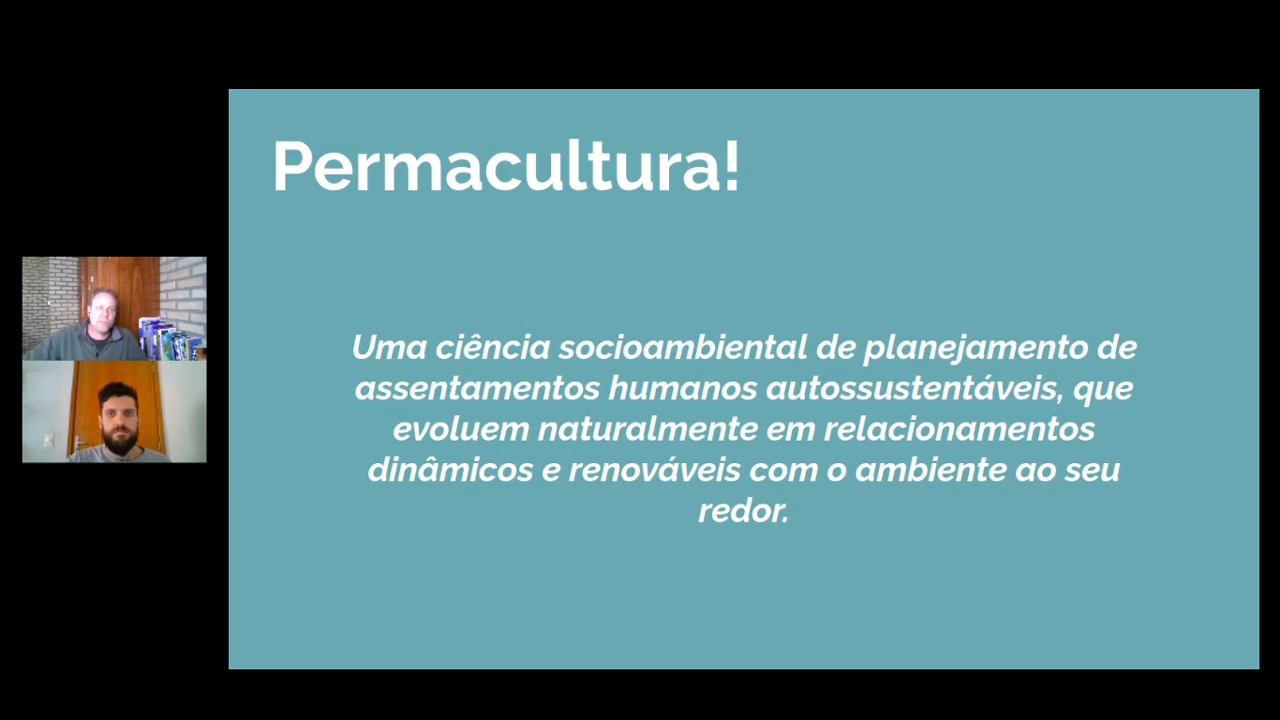 Permacultura!
Uma ciência socioambiental de planejamento de
assentamentos humanos autossustentáveis, que
evoluem naturalmente em relacionamentos
dinâmicos e renováveis com o ambiente ao seu
redor.